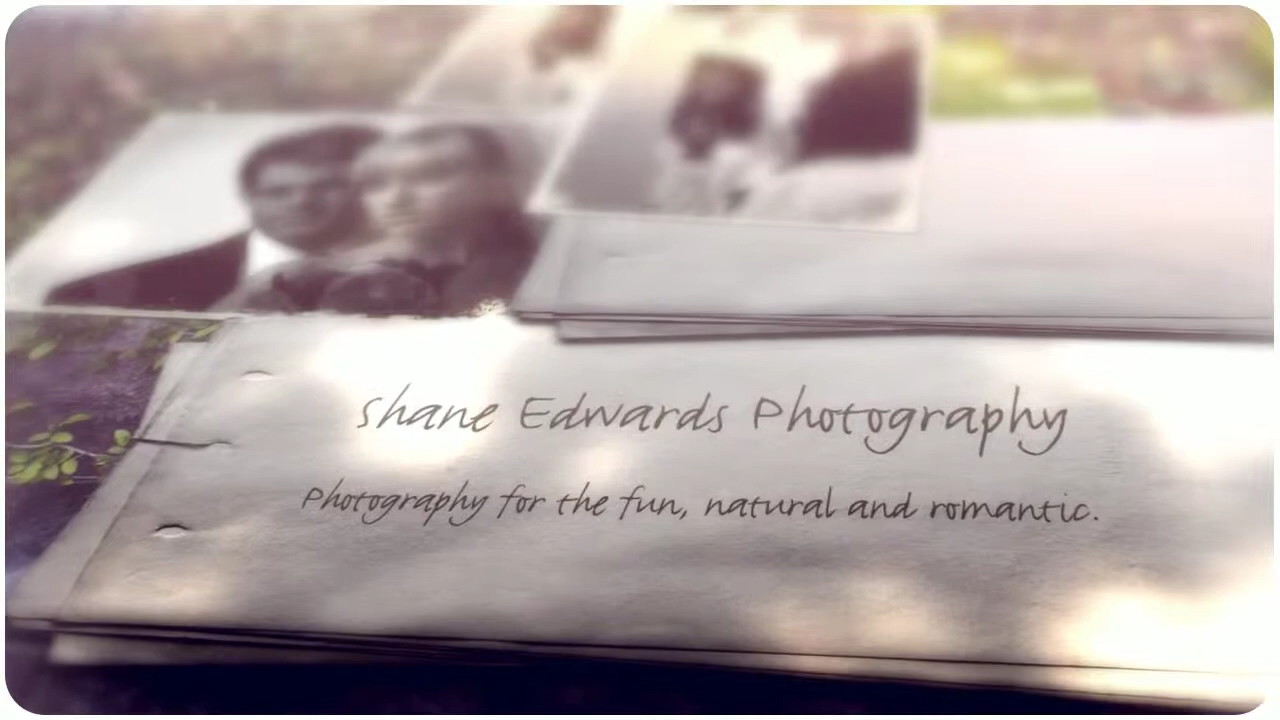 Shane Edwards Photography
Photography for the fun, natural and romantic.